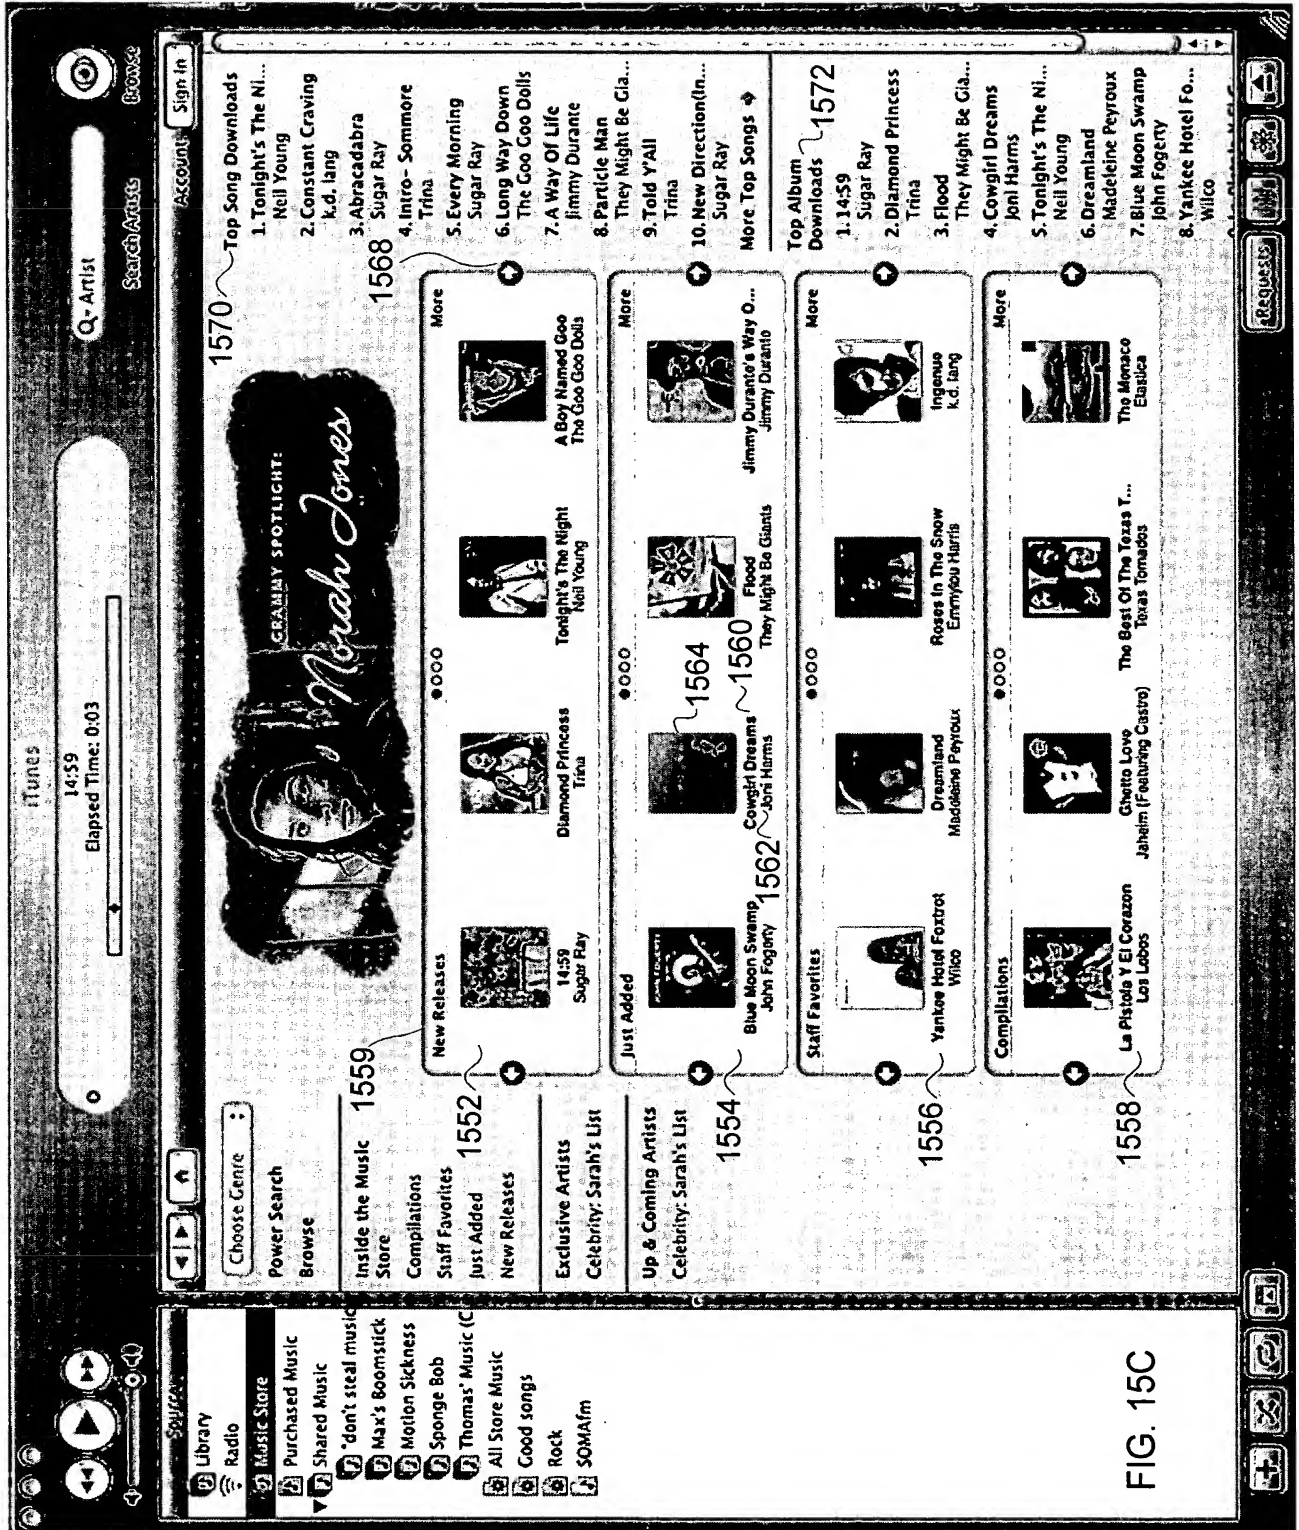 iTunes
14:59
Elapsed Time: 0:03
Q- Artist
Search Artists
Browse
Source
Library
Radio
Music Store
Purchased Music
Shared Music
"don't steal music
Max's Boomstick
Motion Sickness
Sponge Bob
Thomas' Music (C
All Store Music
Good songs
Rock
SOMAfm
Account:
Sign In
Choose Genre
Power Search
Browse
Inside the Music
Store
Compilations
Staff Favorites
Just Added
New Releases
Exclusive Artists
Celebrity: Sarah's List
Up & Coming Artists
Celebrity: Sarah's List
GRAMMY SPOTLIGHT:
Norah Jones
1559
1552
New Releases
More
1568
14:59
Sugar Ray
Diamond Princess
Trina
Tonight's The Night
Neil Young
A Boy Named Goo
The Goo Goo Dolls
Just Added
More
1554
Blue Moon Swamp
John Fogerty
1562
Cowgirl Dreams
Joni Harms
1560
1564
Flood
They Might Be Giants
Jimmy Durante's Way O...
Jimmy Durante
Staff Favorites
More
1556
Yankee Hotel Foxtrot
Wilco
Dreamland
Madeleine Peyroux
Roses In The Snow
Emmylou Harris
Ingenue
k.d. lang
Compilations
More
1558
La Pistola Y El Corazon
Los Lobos
Ghetto Love
Jaheim (Featuring Castro)
The Best Of The Texas T...
Texas Tornados
The Monaco
Elastica
1570
Top Song Downloads
1. Tonight's The Ni...
Neil Young
2. Constant Craving
k.d. lang
3. Abracadabra
Sugar Ray
4. Intro- Sommore
Trina
5. Every Morning
Sugar Ray
6. Long Way Down
The Goo Goo Dolls
7. A Way Of Life
Jimmy Durante
8. Particle Man
They Might Be Gia...
9. Told Y'All
Trina
10. New Direction(In...
Sugar Ray
More Top Songs
Top Album
Downloads
1572
1. 14:59
Sugar Ray
2. Diamond Princess
Trina
3. Flood
They Might Be Gia...
4. Cowgirl Dreams
Joni Harms
5. Tonight's The Ni...
Neil Young
6. Dreamland
Madeleine Peyroux
7. Blue Moon Swamp
John Fogerty
8. Yankee Hotel Fo...
Wilco
Requests
FIG. 15C